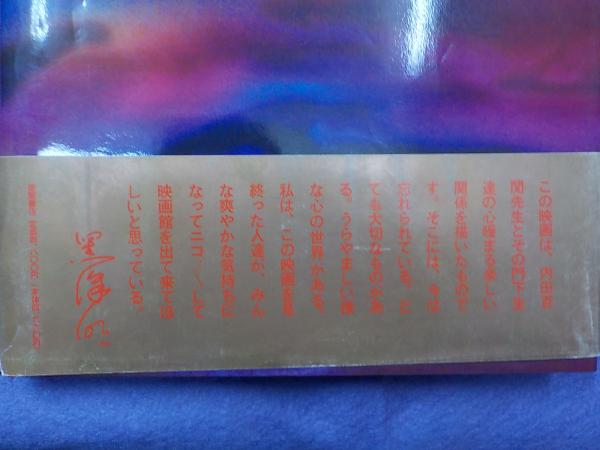 この映画は、内田百
閒先生とその門下生
達の心暖まる楽しい
関係を描いたもので
す。そこには、今は
忘れられている、と
ても大切なものがあ
る。うらやましい様
な心の世界がある。
私は、この映画を見
終った人達が、みん
な爽やかな気持ちに
なってニコ〱して
映画館を出て来てほ
しいと思っている。
黒澤明